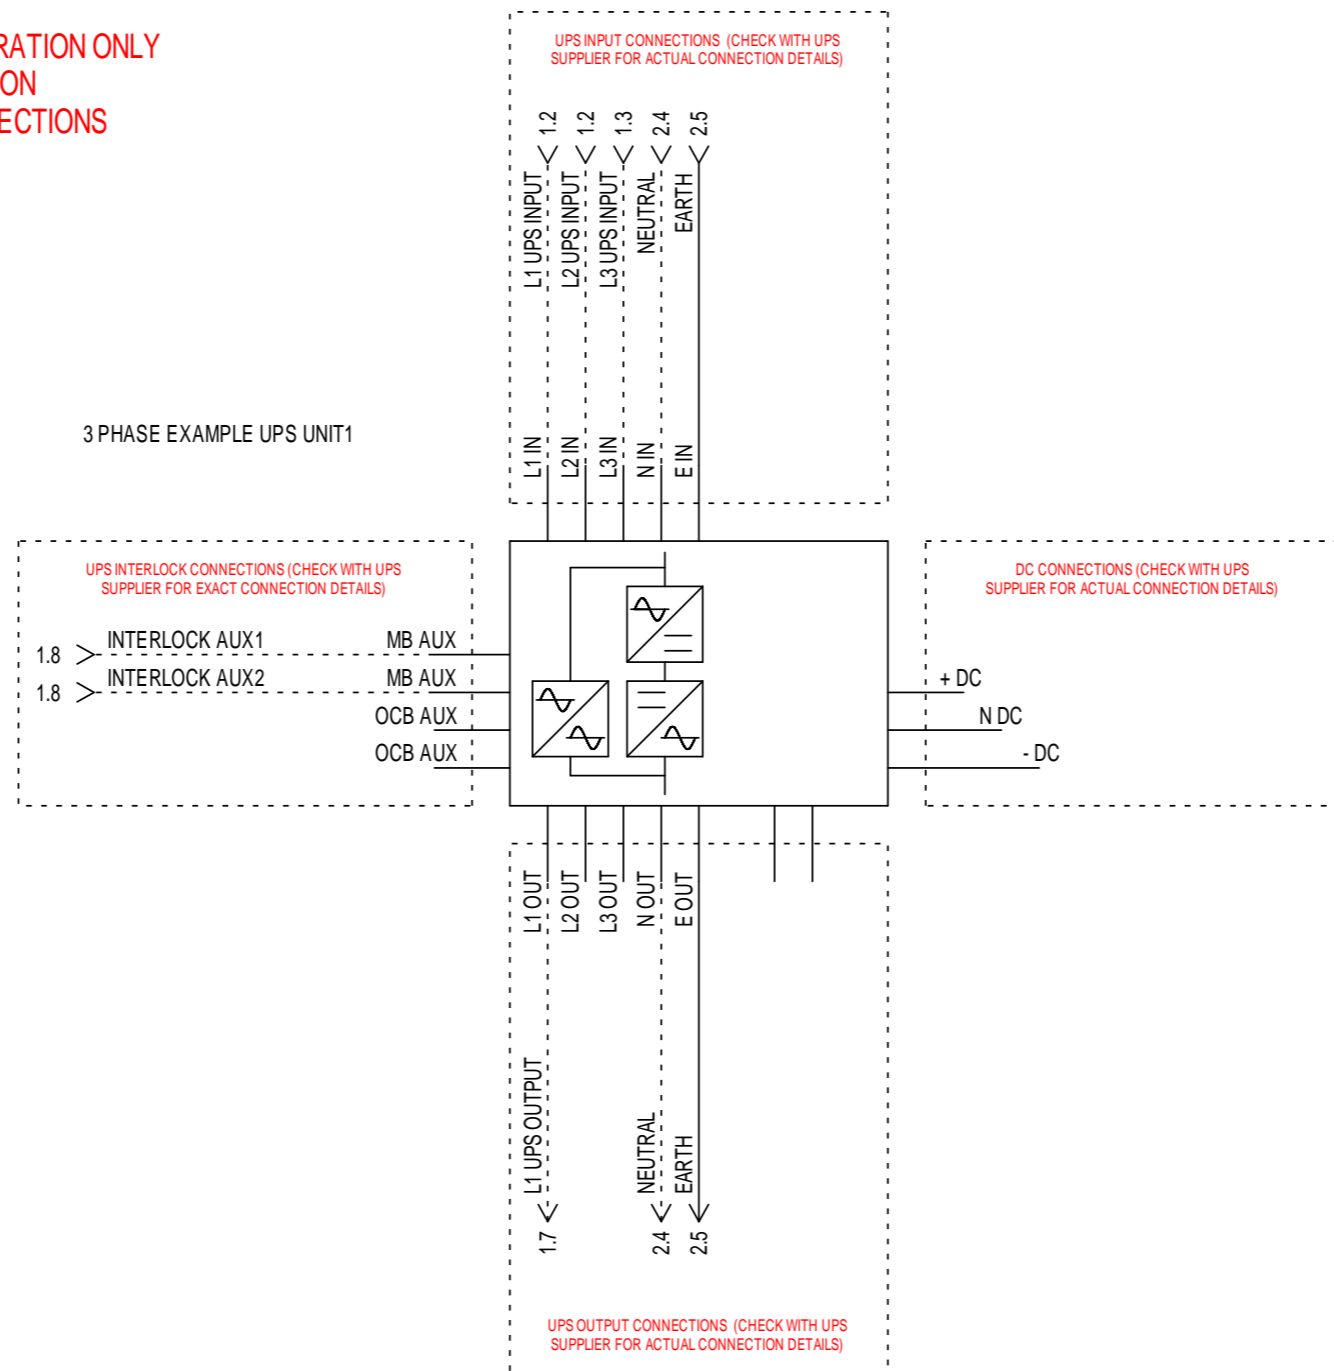 RATION ONLY
ON
ECTIONS
UPS INPUT CONNECTIONS (CHECK WITH UPS
SUPPLIER FOR ACTUAL CONNECTION DETAILS)
1.2
1.2
1.3
2.4
2.5
L1 UPS INPUT
L2 UPS INPUT
L3 UPS INPUT
NEUTRAL
EARTH
3 PHASE EXAMPLE UPS UNIT1
L1 IN
L2 IN
L3 IN
N IN
E IN
UPS INTERLOCK CONNECTIONS (CHECK WITH UPS
SUPPLIER FOR EXACT CONNECTION DETAILS)
1.8 INTERLOCK AUX1 MB AUX
1.8 INTERLOCK AUX2 MB AUX
OCB AUX
OCB AUX
DC CONNECTIONS (CHECK WITH UPS
SUPPLIER FOR ACTUAL CONNECTION DETAILS)
+ DC
N DC
- DC
L1 OUT
L2 OUT
L3 OUT
N OUT
E OUT
L1 UPS OUTPUT
NEUTRAL
EARTH
1.7
2.4
2.5
UPS OUTPUT CONNECTIONS (CHECK WITH UPS
SUPPLIER FOR ACTUAL CONNECTION DETAILS)